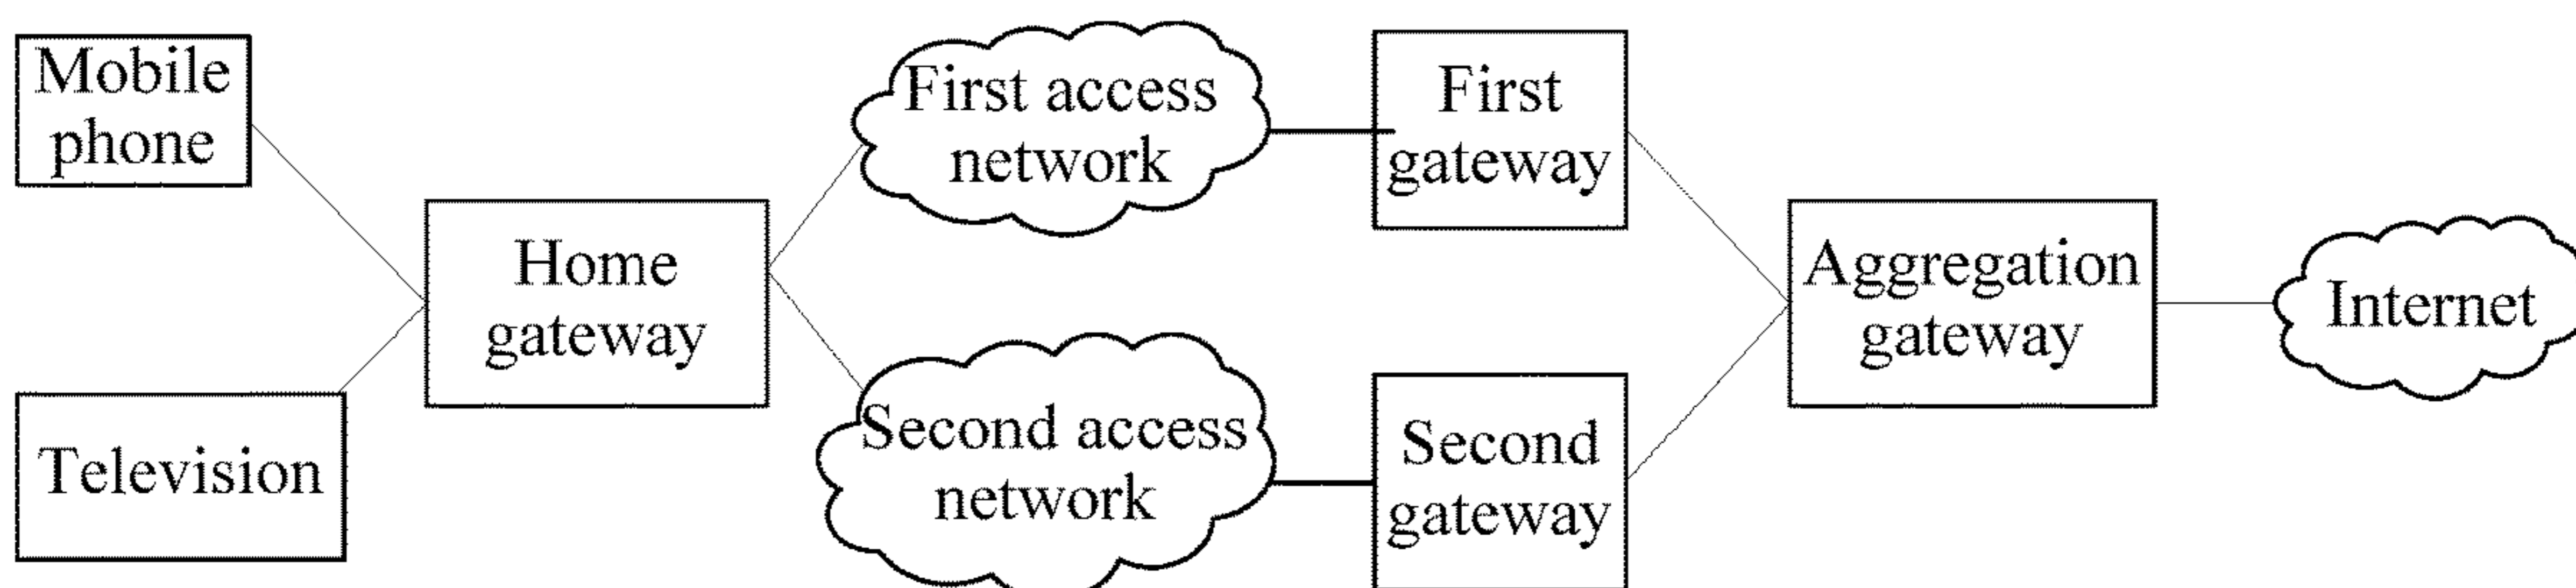 Mobile
phone
Television
Home
gateway
First access
network
Second access
network
First
gateway
Second
gateway
Aggregation
gateway
Internet